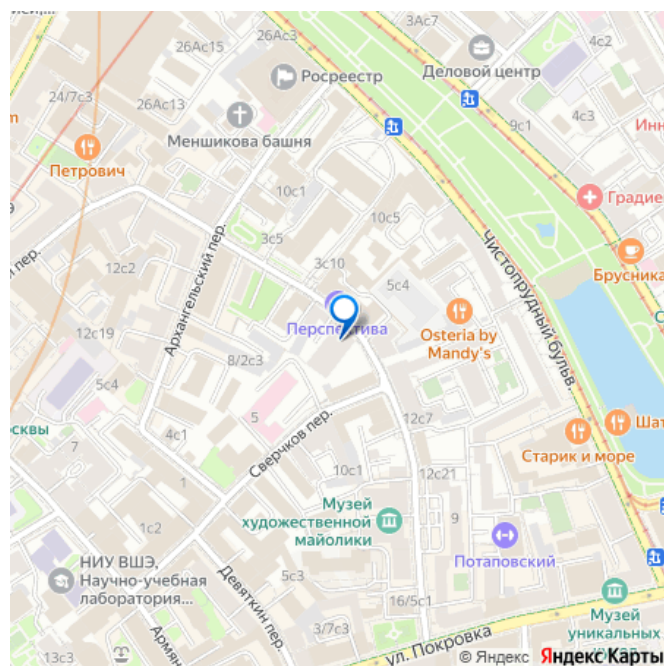 26Ас3
3Ас7
26Ас15
4с2
Росреестр
Деловой центр
24/7с3
26Ас13
4с3
9с1
Инн
m
Меншикова башня
Петрович
10с1
Градие
10с5
Чистопрудный бульв.
3с5
Брусника
пер.
12с2
3с10
Архангельский пер.
5с4
С
Перспектива
Osteria by
Mandy's
12с19
8/2с3
5с4
5
Шат
осквы
4с1
Сверчков пер.
12с7
Старик и море
10с1
12с21
1
Музей
художественной
майолики
1с2
9
НИУ ВШЭ,
Научно-учебная
лаборатория...
Потаповский
Девяткин пер.
5с3
16/5с1
Музей
уникальных
Армян
3/7с3
ул. Покровка
13с3
© Яндекс Яндекс Карты